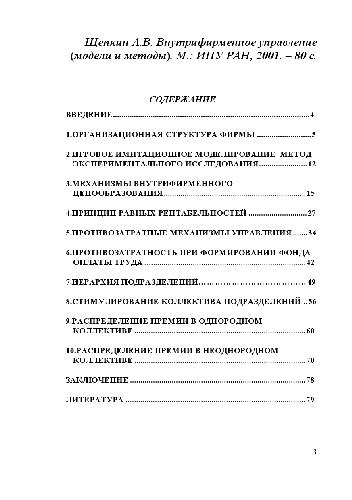 Щепкин А.В. Внутрифирменное управление
(модели и методы). М.: ИПУ РАН, 2001. – 80 с.
СОДЕРЖАНИЕ
ВВЕДЕНИЕ...............................................................4
1.ОРГАНИЗАЦИОННАЯ СТРУКТУРА ФИРМЫ ..................5
2.ИГРОВОЕ ИМИТАЦИОННОЕ МОДЕЛИРОВАНИЕ  МЕТОД
ЭКСПЕРИМЕНТАЛЬНОГО ИССЛЕДОВАНИЯ................12
3.МЕХАНИЗМЫ ВНУТРИФИРМЕННОГО
ЦЕНООБРАЗОВАНИЯ................................................15
4.ПРИНЦИП РАВНЫХ РЕНТАБЕЛЬНОСТЕЙ ....................27
5.ПРОТИВОЗАТРАТНЫЕ МЕХАНИЗМЫ УПРАВЛЕНИЯ......34
6.ПРОТИВОЗАТРАТНОСТЬ ПРИ ФОРМИРОВАНИИ ФОНДА
ОПЛАТЫ ТРУДА ......................................................42
7.ИЕРАРХИЯ ПОДРАЗДЕЛЕНИЙ....................................49
8.СТИМУЛИРОВАНИЕ КОЛЛЕКТИВА ПОДРАЗДЕЛЕНИЙ ..56
9.РАСПРЕДЕЛЕНИЕ ПРЕМИИ В ОДНОРОДНОМ
КОЛЛЕКТИВЕ .........................................................60
10.РАСПРЕДЕЛЕНИЕ ПРЕМИИ В НЕОДНОРОДНОМ
КОЛЛЕКТИВЕ .........................................................70
ЗАКЛЮЧЕНИЕ ..........................................................78
ЛИТЕРАТУРА ...........................................................79
3